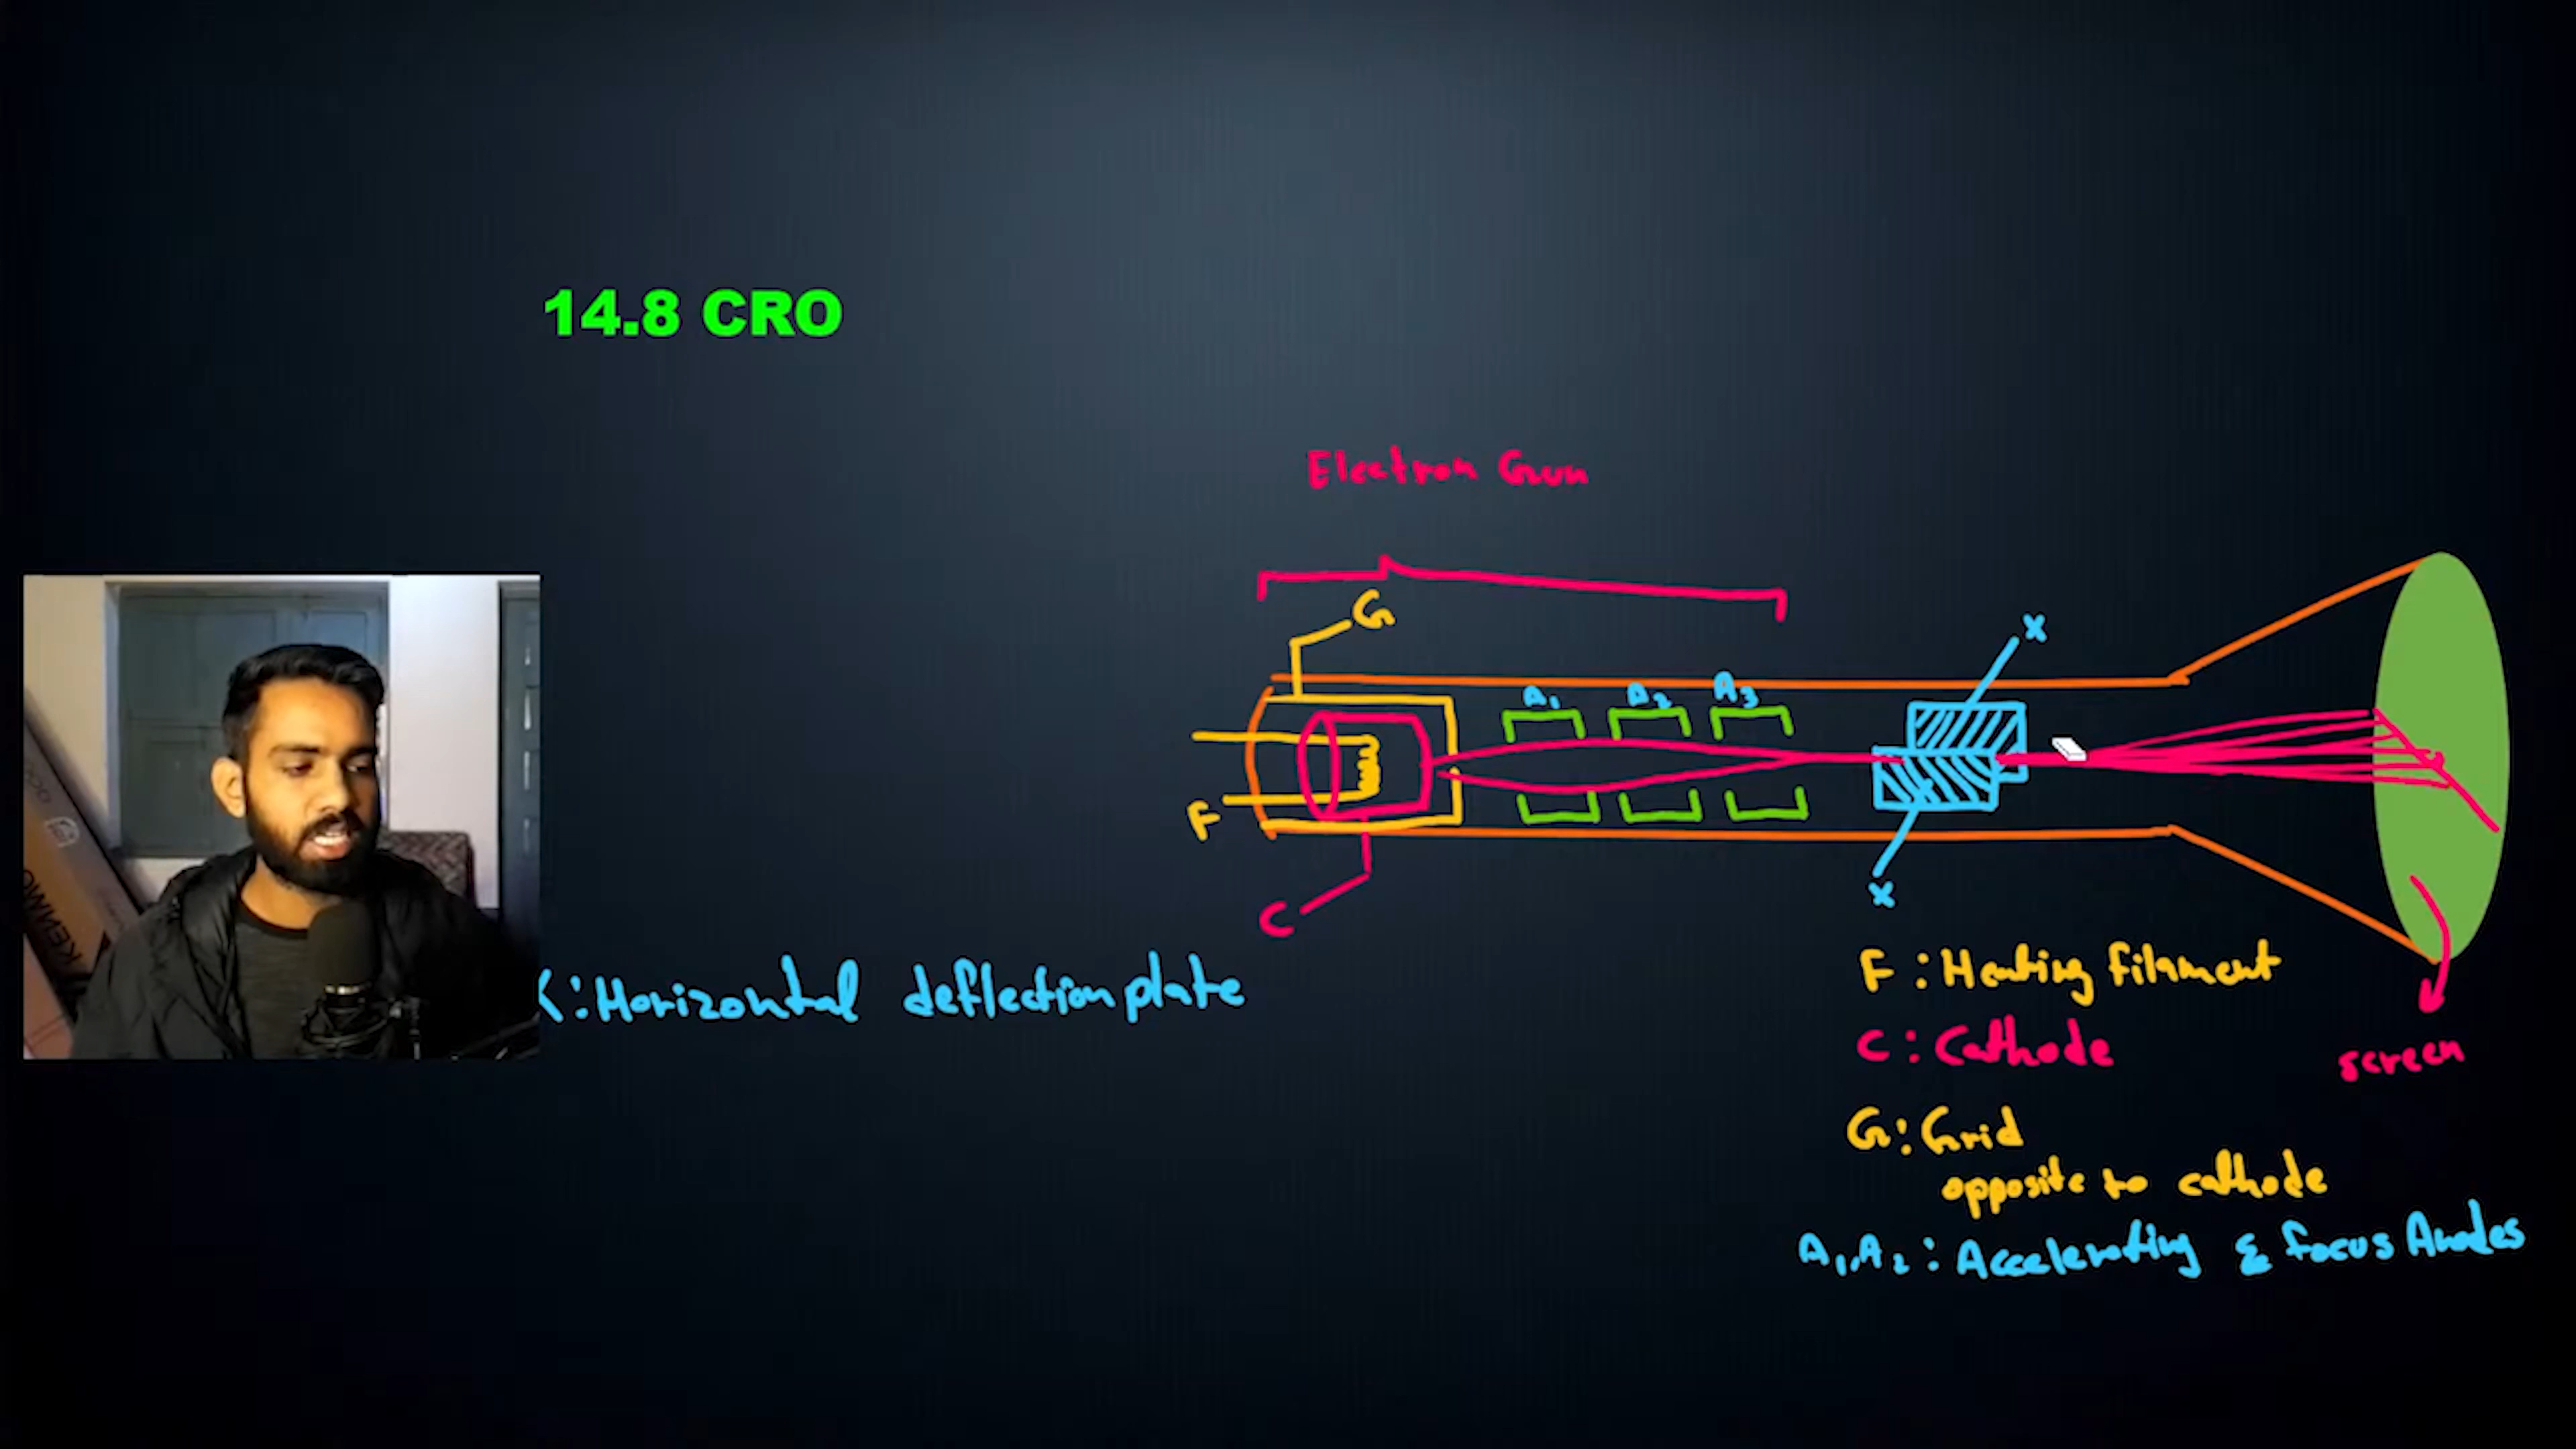 14.8 CRO
Electron Gun
G
X
A1 A2 A3
F
X
C
X: Horizontal deflection plate
F: Heating filament
C: Cathode
screen
G: Grid
opposite to cathode
A1,A2: Accelerating & focus Anodes